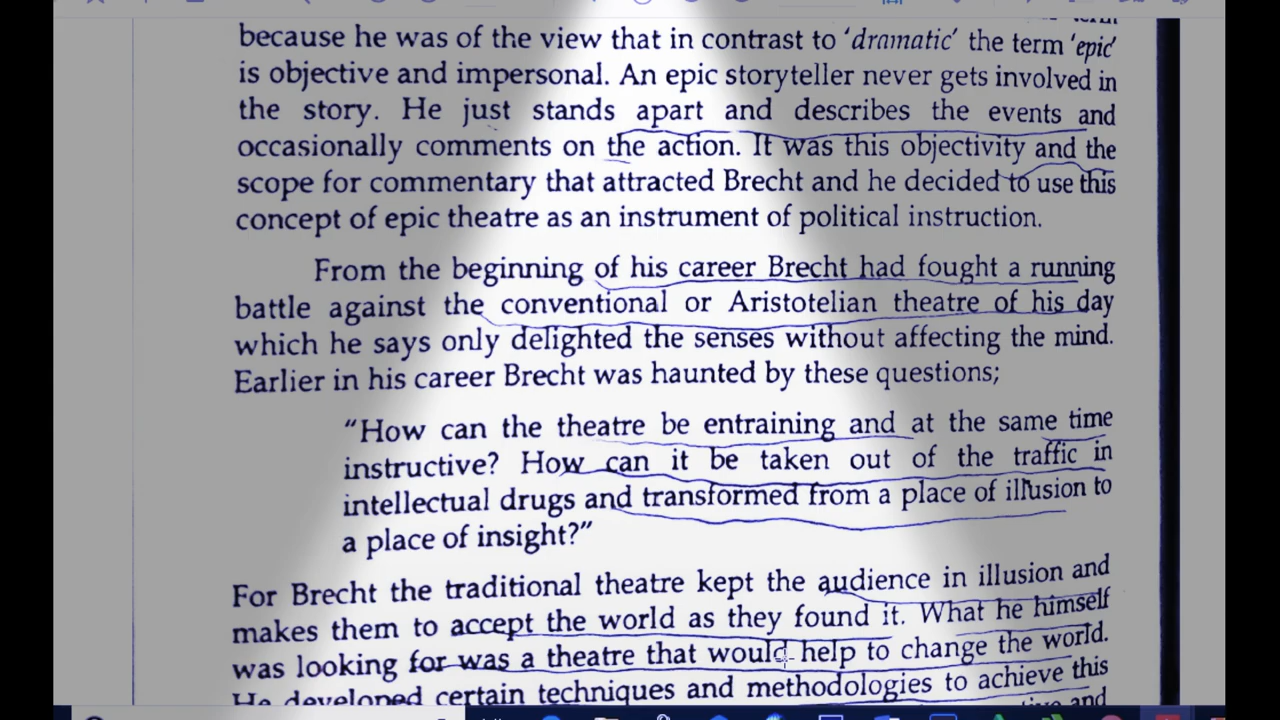 because he was of the view that in contrast to 'dramatic' the term 'epic'
is objective and impersonal. An epic storyteller never gets involved in
the story. He just stands apart and describes the events and
occasionally comments on the action. It was this objectivity and the
scope for commentary that attracted Brecht and he decided to use this
concept of epic theatre as an instrument of political instruction.
From the beginning of his career Brecht had fought a running
battle against the conventional or Aristotelian theatre of his day
which he says only delighted the senses without affecting the mind.
Earlier in his career Brecht was haunted by these questions;
"How can the theatre be entraining and at the same time
instructive? How can it be taken out of the traffic in
intellectual drugs and transformed from a place of illusion to
a place of insight?"
For Brecht the traditional theatre kept the audience in illusion and
makes them to accept the world as they found it. What he himself
was looking for was a theatre that would help to change the world.
He developed certain techniques and methodologies to achieve this
and